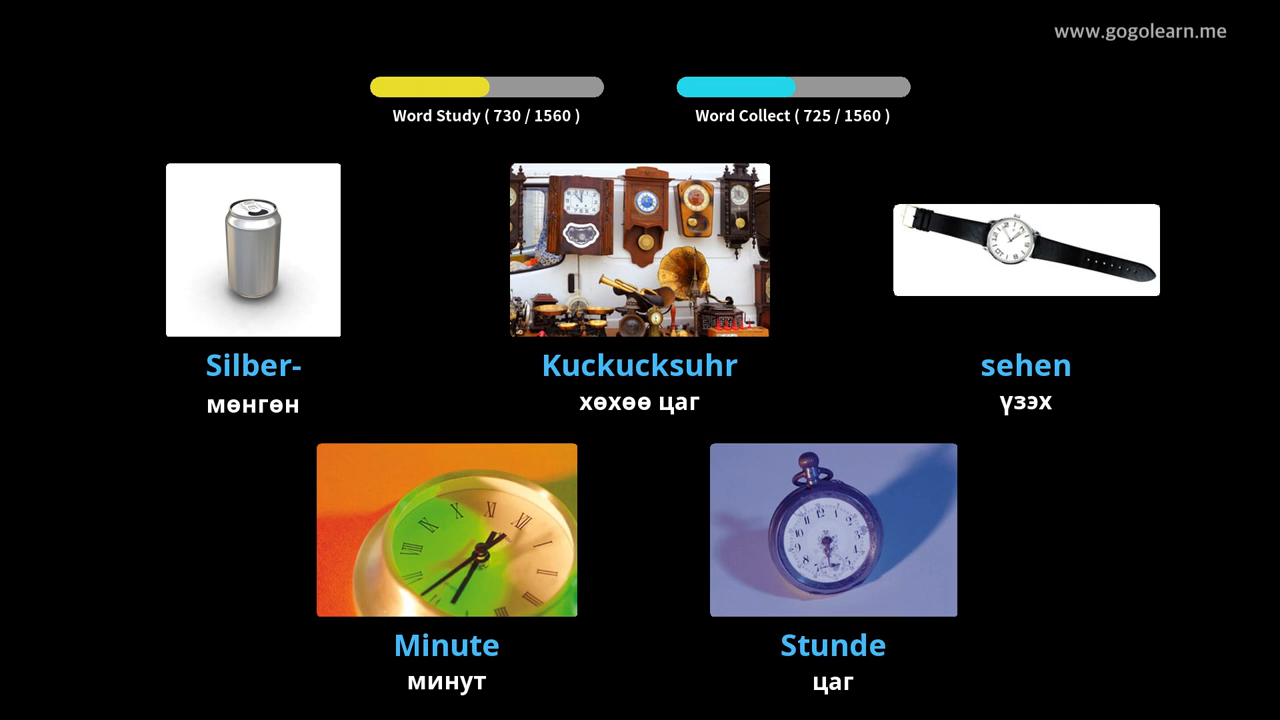 www.gogolearn.me
Word Study ( 730 / 1560 )
Word Collect ( 725 / 1560 )
Silber-
мөнгөн
Kuckucksuhr
хөхөө цаг
sehen
үзэх
Minute
минут
Stunde
цаг